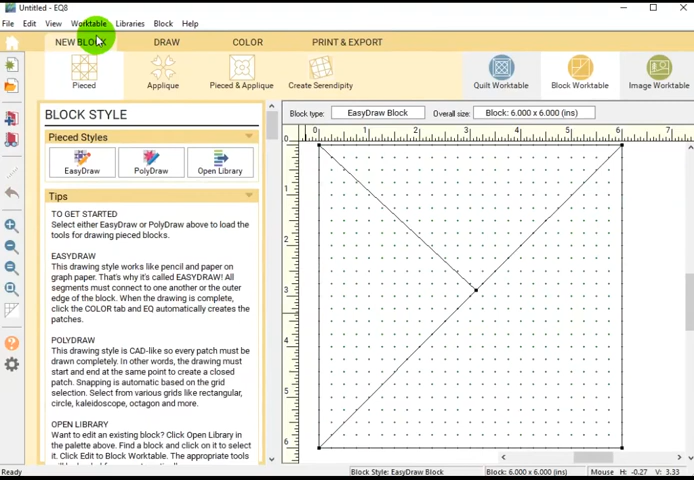 Untitled - EQ8
File Edit View Worktable Libraries Block Help
NEW BLOCK DRAW COLOR PRINT & EXPORT
Pieced Applique Pieced & Applique Create Serendipity Quilt Worktable Block Worktable Image Worktable
BLOCK STYLE
Block type: EasyDraw Block Overall size: Block: 6.000 x 6.000 (ins)
Pieced Styles
EasyDraw PolyDraw Open Library
Tips
TO GET STARTED
Select either EasyDraw or PolyDraw above to load the
tools for drawing pieced blocks.
EASYDRAW
This drawing style works like pencil and paper on
graph paper. That's why it's called EASYDRAW! All
segments must connect to one another or the outer
edge of the block. When the drawing is complete,
click the COLOR tab and EQ automatically creates the
patches.
POLYDRAW
This drawing style is CAD-like so every patch must be
drawn completely. In other words, the drawing must
start and end at the same point to create a closed
patch. Snapping is automatic based on the grid
selection. Select from various grids like rectangular,
circle, kaleidoscope, octagon and more.
OPEN LIBRARY
Want to edit an existing block? Click Open Library in
the palette above. Find a block and click on it to select
it. Click Edit to Block Worktable. The appropriate tools
0 0 1 2 3 4 5 6 7
1
2
3
4
5
6
Ready Block Style: EasyDraw Block Block: 6.000 x 6.000 (ins) Mouse H: -0.27 V: 3.33